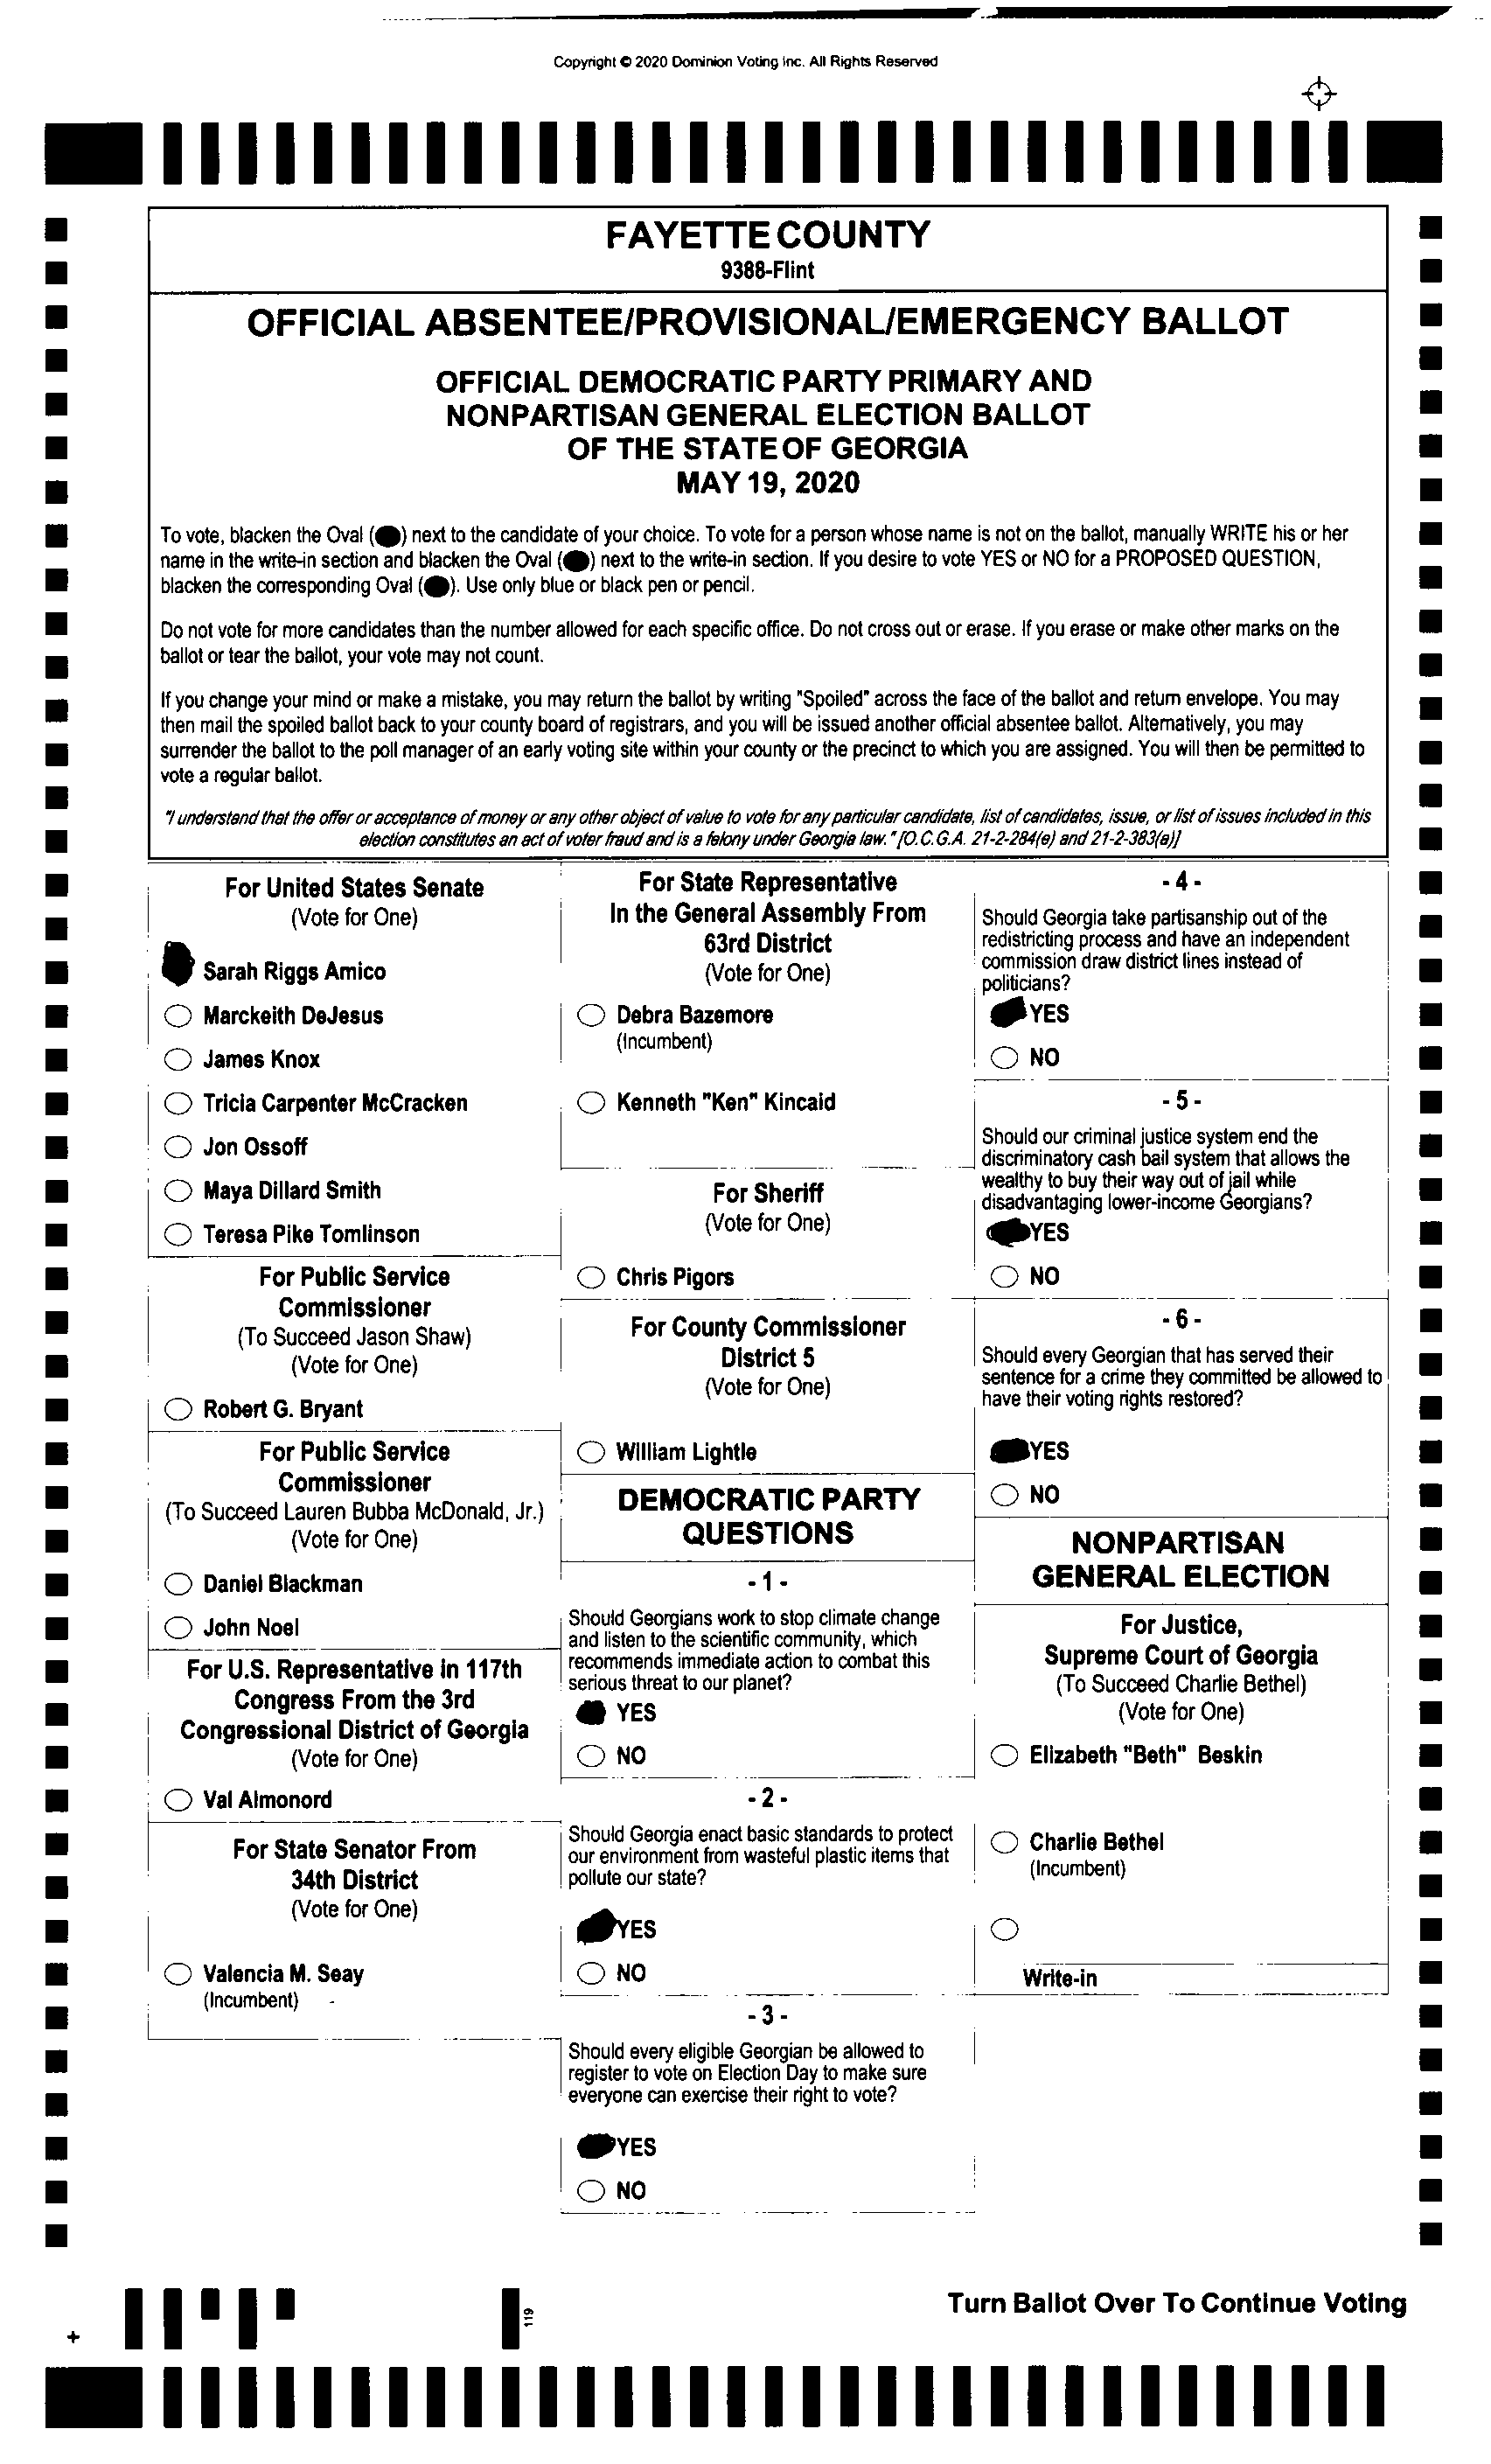 Copyright © 2020 Dominion Voting Inc. All Rights Reserved
FAYETTE COUNTY
9388-Flint
OFFICIAL ABSENTEE/PROVISIONAL/EMERGENCY BALLOT
OFFICIAL DEMOCRATIC PARTY PRIMARY AND
NONPARTISAN GENERAL ELECTION BALLOT
OF THE STATE OF GEORGIA
MAY 19, 2020
To vote, blacken the Oval ( ) next to the candidate of your choice. To vote for a person whose name is not on the ballot, manually WRITE his or her
name in the write-in section and blacken the Oval ( ) next to the write-in section. If you desire to vote YES or NO for a PROPOSED QUESTION,
blacken the corresponding Oval ( ). Use only blue or black pen or pencil.
Do not vote for more candidates than the number allowed for each specific office. Do not cross out or erase. If you erase or make other marks on the
ballot or tear the ballot, your vote may not count.
If you change your mind or make a mistake, you may return the ballot by writing "Spoiled" across the face of the ballot and return envelope. You may
then mail the spoiled ballot back to your county board of registrars, and you will be issued another official absentee ballot. Alternatively, you may
surrender the ballot to the poll manager of an early voting site within your county or the precinct to which you are assigned. You will then be permitted to
vote a regular ballot.
"I understand that the offer or acceptance of money or any other object of value to vote for any particular candidate, list of candidates, issue, or list of issues included in this
election constitutes an act of voter fraud and is a felony under Georgia law." [O.C.G.A. 21-2-284(e) and 21-2-383(a)]
For United States Senate
(Vote for One)
Sarah Riggs Amico
Marckeith DeJesus
James Knox
Tricia Carpenter McCracken
Jon Ossoff
Maya Dillard Smith
Teresa Pike Tomlinson
For Public Service
Commissioner
(To Succeed Jason Shaw)
(Vote for One)
Robert G. Bryant
For Public Service
Commissioner
(To Succeed Lauren Bubba McDonald, Jr.)
(Vote for One)
Daniel Blackman
John Noel
For U.S. Representative in 117th
Congress From the 3rd
Congressional District of Georgia
(Vote for One)
Val Almonord
For State Senator From
34th District
(Vote for One)
Valencia M. Seay
(Incumbent)
For State Representative
In the General Assembly From
63rd District
(Vote for One)
Debra Bazemore
(Incumbent)
Kenneth "Ken" Kincaid
For Sheriff
(Vote for One)
Chris Pigors
For County Commissioner
District 5
(Vote for One)
William Lightle
DEMOCRATIC PARTY
QUESTIONS
- 1 -
Should Georgians work to stop climate change
and listen to the scientific community, which
recommends immediate action to combat this
serious threat to our planet?
YES
NO
- 2 -
Should Georgia enact basic standards to protect
our environment from wasteful plastic items that
pollute our state?
YES
NO
- 3 -
Should every eligible Georgian be allowed to
register to vote on Election Day to make sure
everyone can exercise their right to vote?
YES
NO
- 4 -
Should Georgia take partisanship out of the
redistricting process and have an independent
commission draw district lines instead of
politicians?
YES
NO
- 5 -
Should our criminal justice system end the
discriminatory cash bail system that allows the
wealthy to buy their way out of jail while
disadvantaging lower-income Georgians?
YES
NO
- 6 -
Should every Georgian that has served their
sentence for a crime they committed be allowed to
have their voting rights restored?
YES
NO
NONPARTISAN
GENERAL ELECTION
For Justice,
Supreme Court of Georgia
(To Succeed Charlie Bethel)
(Vote for One)
Elizabeth "Beth" Beskin
Charlie Bethel
(Incumbent)
Write-in
Turn Ballot Over To Continue Voting
119